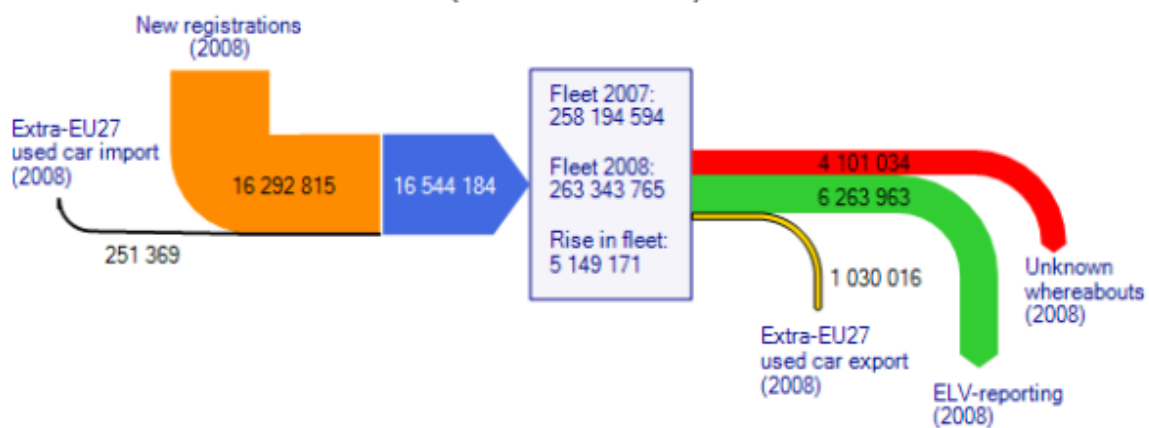 New registrations
(2008)
Extra-EU27
used car import
(2008)
16 292 815
251 369
16 544 184
Fleet 2007:
258 194 594
Fleet 2008:
263 343 765
Rise in fleet:
5 149 171
4 101 034
6 263 963
1 030 016
Unknown
whereabouts
(2008)
Extra-EU27
used car export
(2008)
ELV-reporting
(2008)